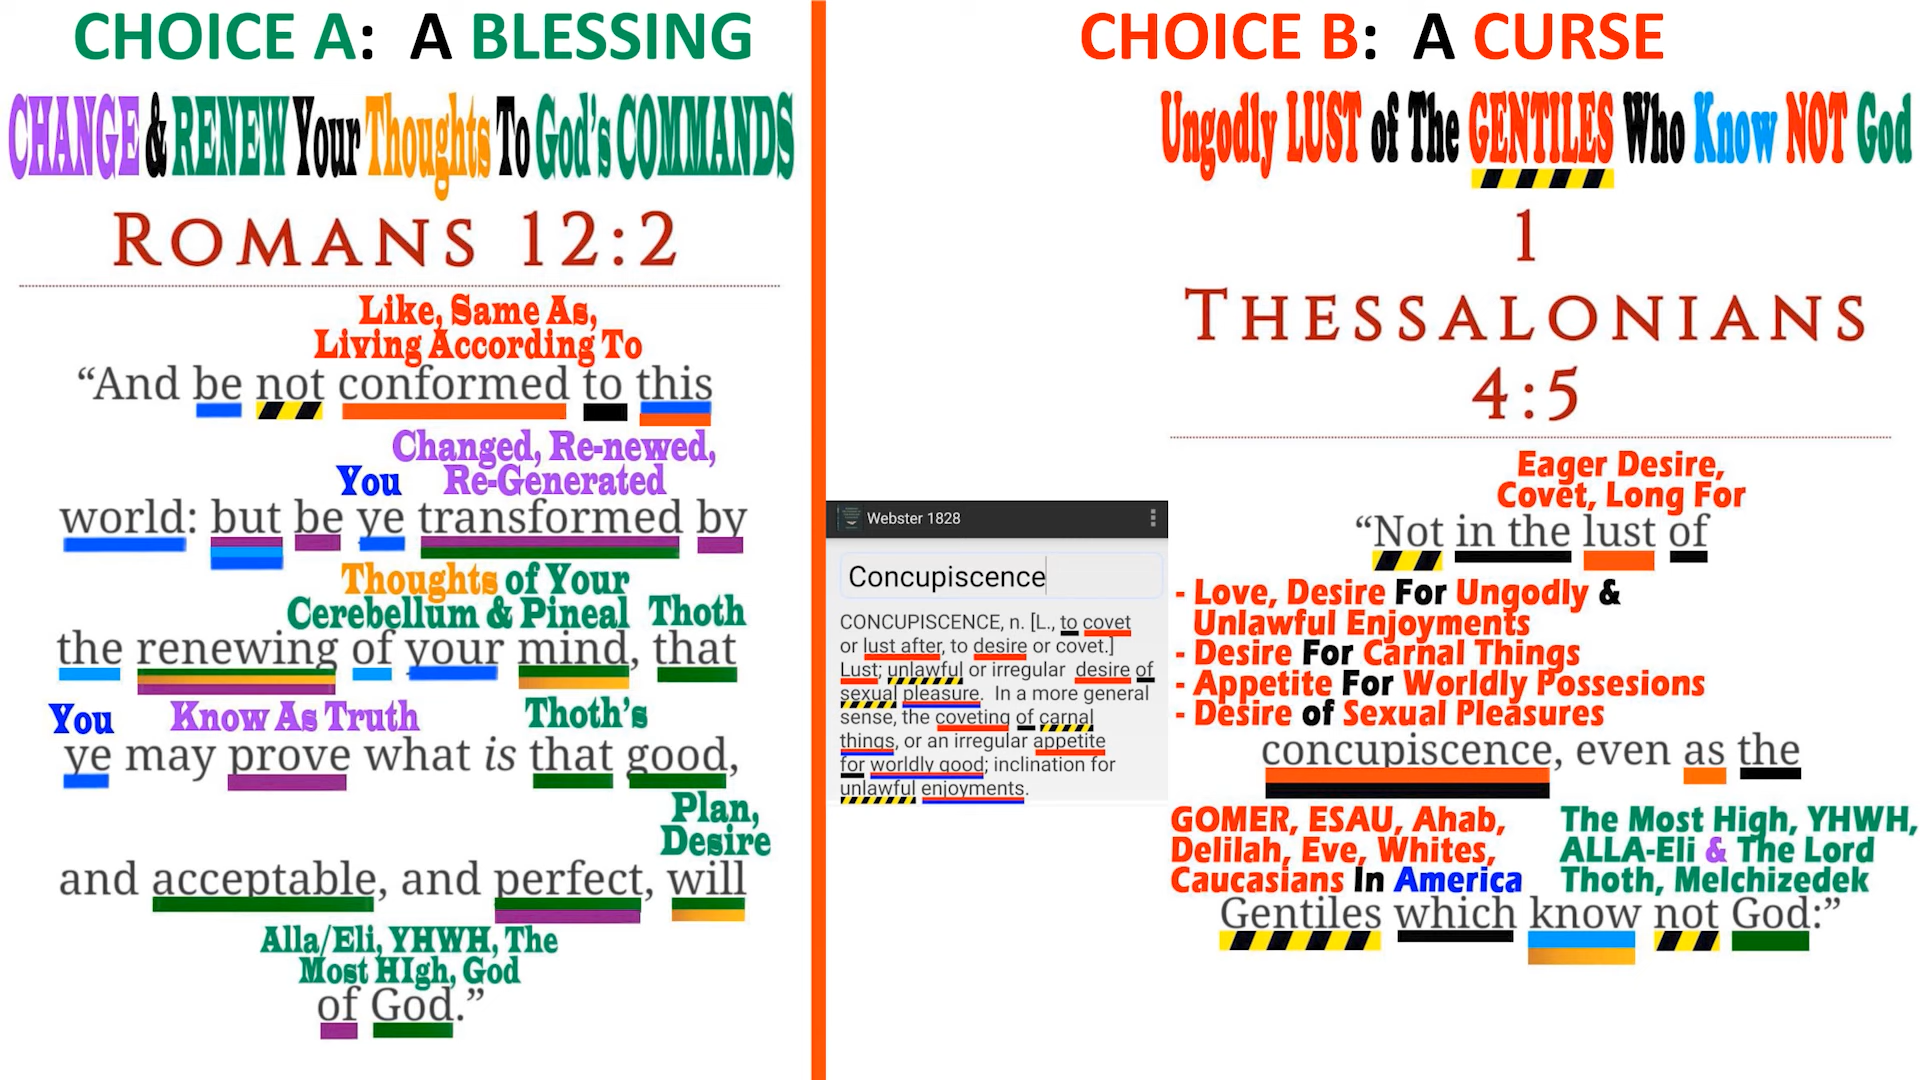 CHOICE A: A BLESSING
CHANGE & RENEW Your Thoughts To God's COMMANDS
ROMANS 12:2
Like, Same As,
Living According To
“And be not conformed to this
Changed, Re-newed,
You Re-Generated
world: but be ye transformed by
Thoughts of Your
Cerebellum & Pineal Thoth
the renewing of your mind, that
You Know As Truth Thoth's
ye may prove what is that good,
Plan,
Desire
and acceptable, and perfect, will
Alla/Eli, YHWH, The
Most HIgh, God
of God.”
Webster 1828
Concupiscence
CONCUPISCENCE, n. [L., to covet
or lust after, to desire or covet.]
Lust; unlawful or irregular desire of
sexual pleasure. In a more general
sense, the coveting of carnal
things, or an irregular appetite
for worldly good; inclination for
unlawful enjoyments.
CHOICE B: A CURSE
Ungodly LUST of The GENTILES Who Know NOT God
1
THESSALONIANS
4:5
Eager Desire,
Covet, Long For
“Not in the lust of
- Love, Desire For Ungodly &
Unlawful Enjoyments
- Desire For Carnal Things
- Appetite For Worldly Possesions
- Desire of Sexual Pleasures
concupiscence, even as the
GOMER, ESAU, Ahab,
Delilah, Eve, Whites,
Caucasians In America
The Most High, YHWH,
ALLA-Eli & The Lord
Thoth, Melchizedek
Gentiles which know not God:”